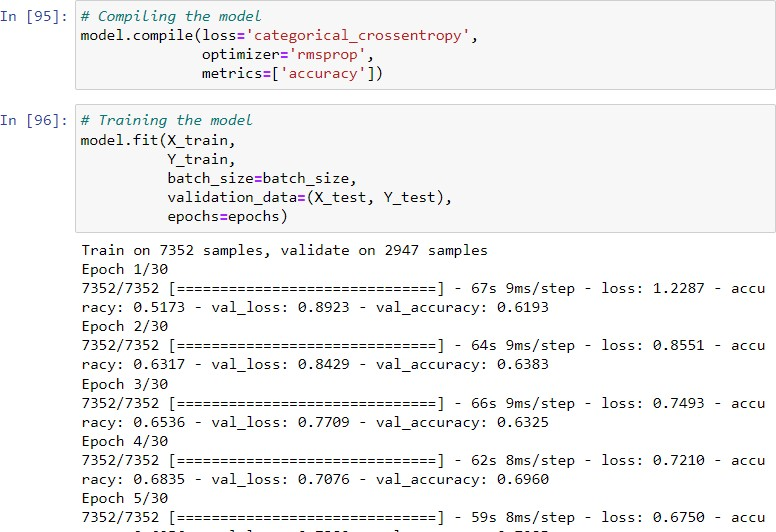 In [95]: # Compiling the model
model.compile(loss='categorical_crossentropy',
optimizer='rmsprop',
metrics=['accuracy'])
In [96]: # Training the model
model.fit(X_train,
Y_train,
batch_size=batch_size,
validation_data=(X_test, Y_test),
epochs=epochs)
Train on 7352 samples, validate on 2947 samples
Epoch 1/30
7352/7352 [==============================] - 67s 9ms/step - loss: 1.2287 - accu
racy: 0.5173 - val_loss: 0.8923 - val_accuracy: 0.6193
Epoch 2/30
7352/7352 [==============================] - 64s 9ms/step - loss: 0.8551 - accu
racy: 0.6317 - val_loss: 0.8429 - val_accuracy: 0.6383
Epoch 3/30
7352/7352 [==============================] - 66s 9ms/step - loss: 0.7493 - accu
racy: 0.6536 - val_loss: 0.7709 - val_accuracy: 0.6325
Epoch 4/30
7352/7352 [==============================] - 62s 8ms/step - loss: 0.7210 - accu
racy: 0.6835 - val_loss: 0.7076 - val_accuracy: 0.6960
Epoch 5/30
7352/7352 [==============================] - 59s 8ms/step - loss: 0.6750 - accu